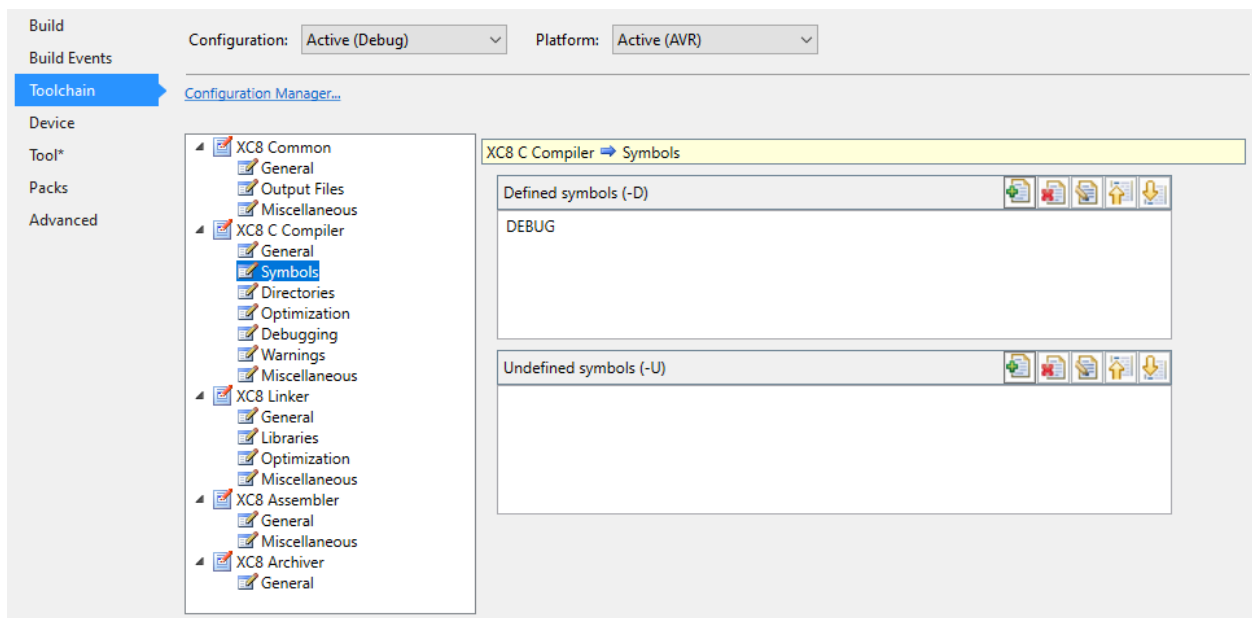 Build
Build Events
Toolchain
Device
Tool*
Packs
Advanced
Configuration: Active (Debug) Platform: Active (AVR)
Configuration Manager...
XC8 Common
General
Output Files
Miscellaneous
XC8 C Compiler
General
Symbols
Directories
Optimization
Debugging
Warnings
Miscellaneous
XC8 Linker
General
Libraries
Optimization
Miscellaneous
XC8 Assembler
General
Miscellaneous
XC8 Archiver
General
XC8 C Compiler Symbols
Defined symbols (-D)
DEBUG
Undefined symbols (-U)